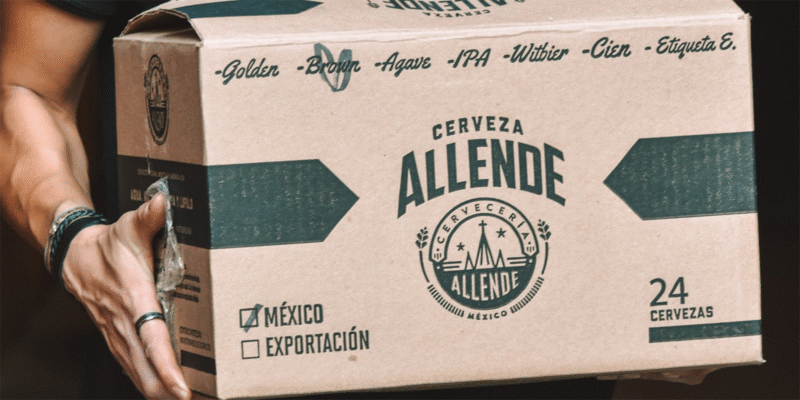 CERVEZA
ALLENDE
-Golden -Brown -Agave -IPA -Witbier -Cien -Etiqueta E.
CERVEZA
ALLENDE
CERVECERÍA
ALLENDE
MÉXICO
24
CERVEZAS
MÉXICO
EXPORTACIÓN